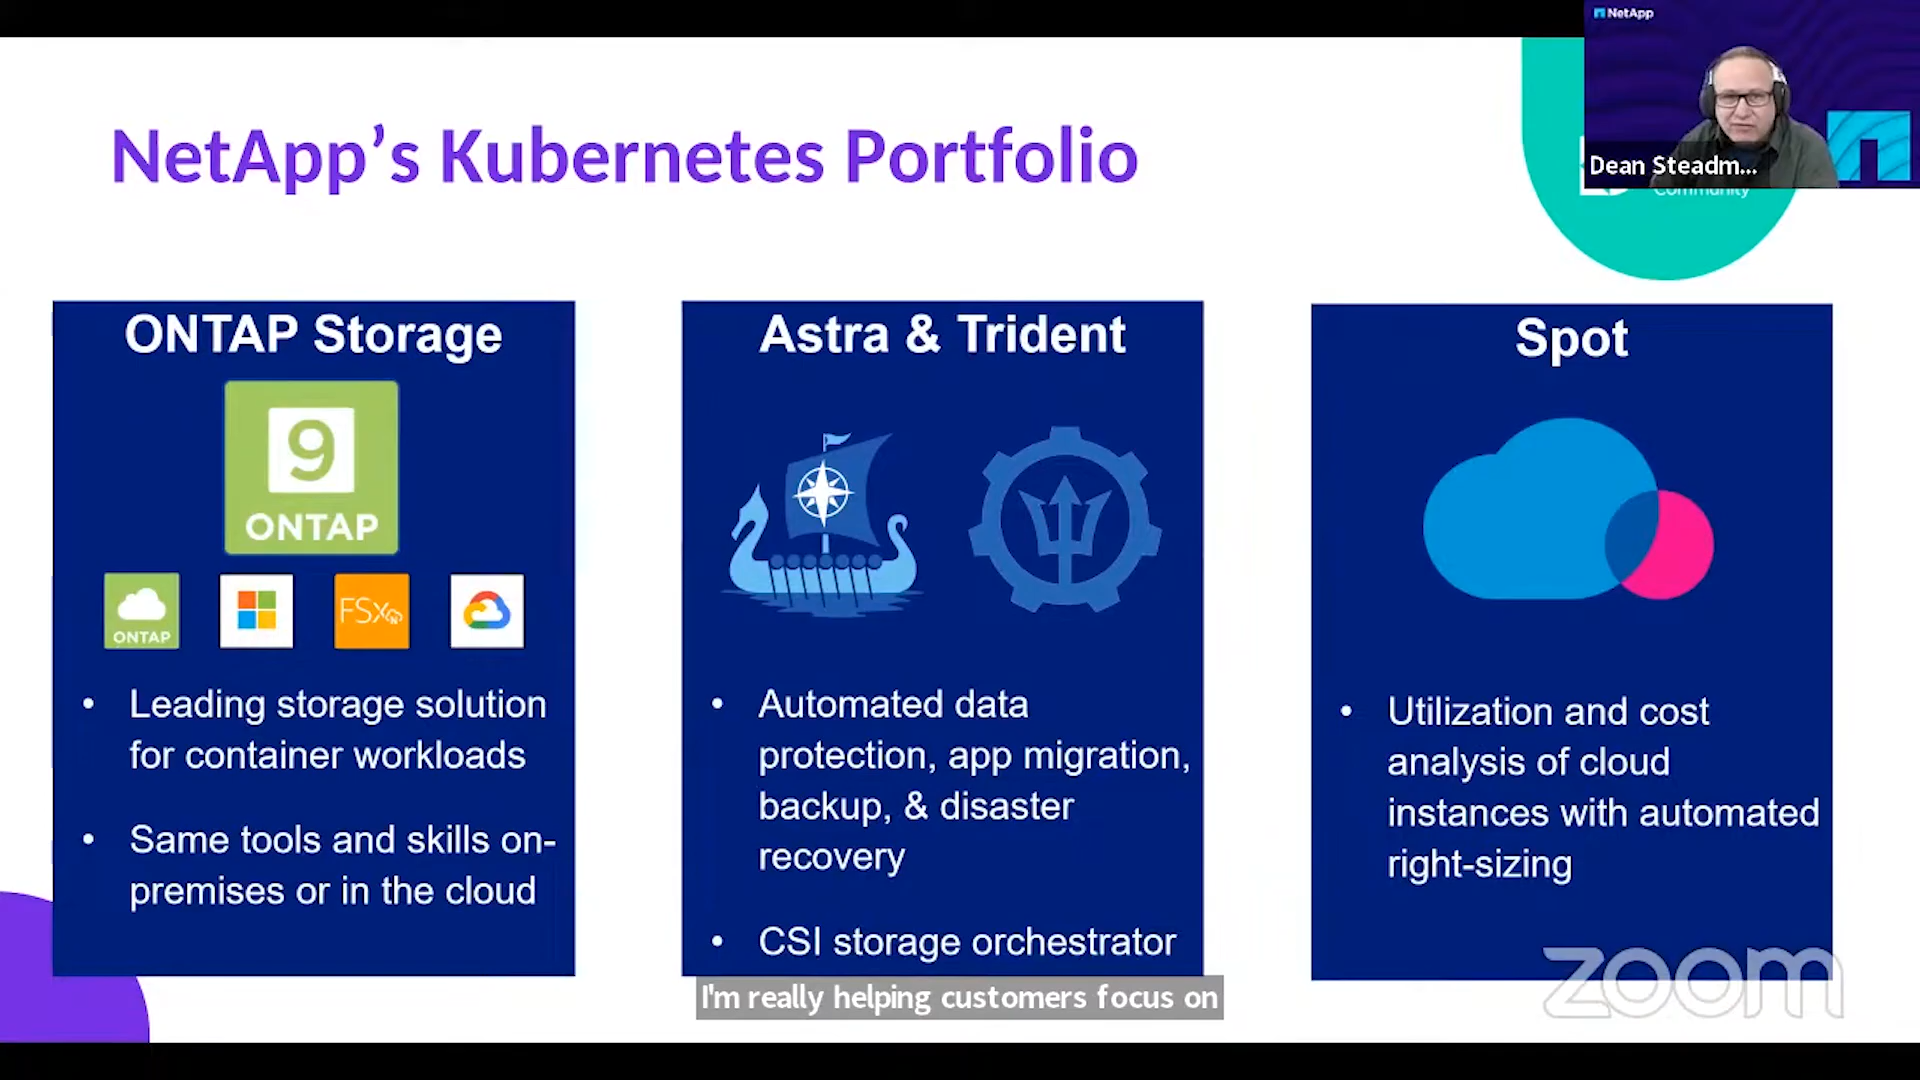 NetApp
Dean Steadm...
Community
NetApp's Kubernetes Portfolio
ONTAP Storage
9
ONTAP
ONTAP
FSxN
• Leading storage solution
for container workloads
• Same tools and skills on-
premises or in the cloud
Astra & Trident
• Automated data
protection, app migration,
backup, & disaster
recovery
• CSI storage orchestrator
Spot
• Utilization and cost
analysis of cloud
instances with automated
right-sizing
I'm really helping customers focus on
zoom